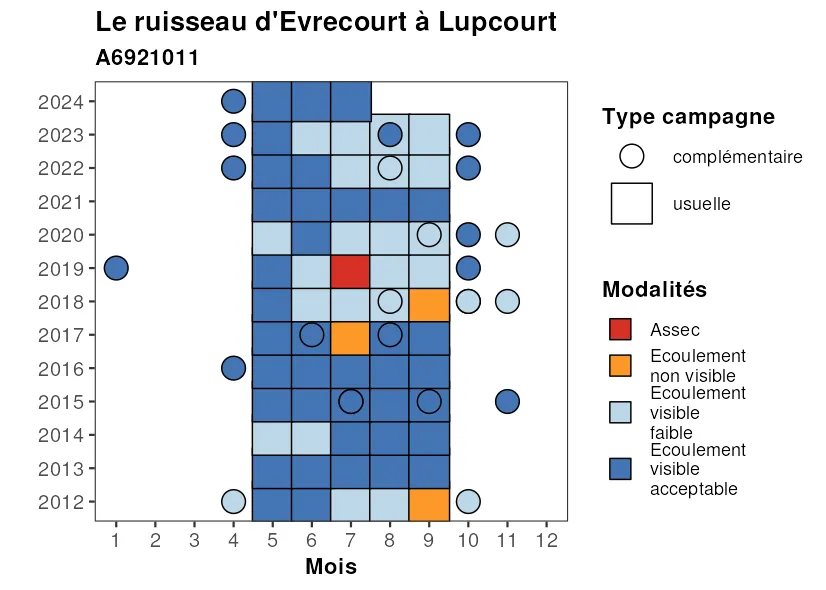 Le ruisseau d'Evrecourt à Lupcourt
A6921011
2024
2023
2022
2021
2020
2019
2018
2017
2016
2015
2014
2013
2012
1 2 3 4 5 6 7 8 9 10 11 12
Mois
Type campagne
complémentaire
usuelle
Modalités
Assec
Ecoulement
non visible
Ecoulement
visible
faible
Ecoulement
visible
acceptable